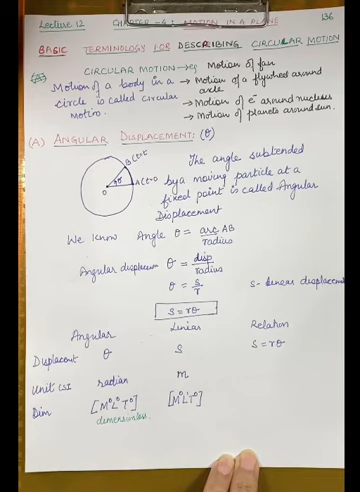 Lecture 12 CHAPTER-4: MOTION IN A PLANE 136
BASIC TERMINOLOGY FOR DESCRIBING CIRCULAR MOTION
CIRCULAR MOTION → eg Motion of fan
Motion of a body in a → Motion of a flywheel around axle
circle is called circular → Motion of e⁻ around nucleus
motion. → Motion of planets around sun.
(A) ANGULAR DISPLACEMENT: (θ)
B(t=t
θ
A(t=0
O
The angle subtended
by a moving particle at a
fixed point is called Angular
Displacement
We know Angle θ = arc AB / radius
Angular displacemn θ = disp / radius
θ = s/r s- linear displacement
s = rθ
Angular Linear Relation
Displacemt θ S S = rθ
Unit (SI radian m
Dim [M⁰L⁰T⁰] [M⁰L¹T⁰]
dimensionless